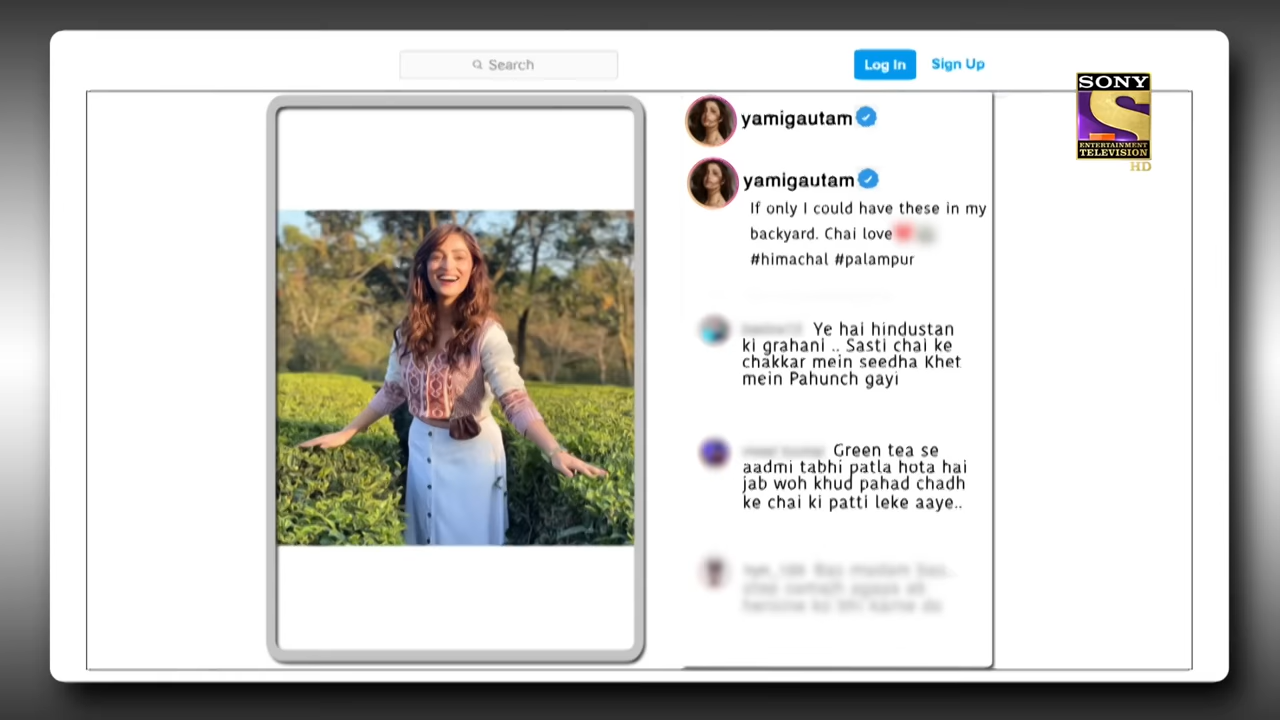 Search
Log In
Sign Up
SONY
S
ENTERTAINMENT
TELEVISION
HD
yamigautam
yamigautam
If only I could have these in my
backyard. Chai love
#himachal #palampur
Ye hai hindustan
ki grahani .. Sasti chai ke
chakkar mein seedha Khet
mein Pahunch gayi
Green tea se
aadmi tabhi patla hota hai
jab woh khud pahad chadh
ke chai ki patti leke aaye..